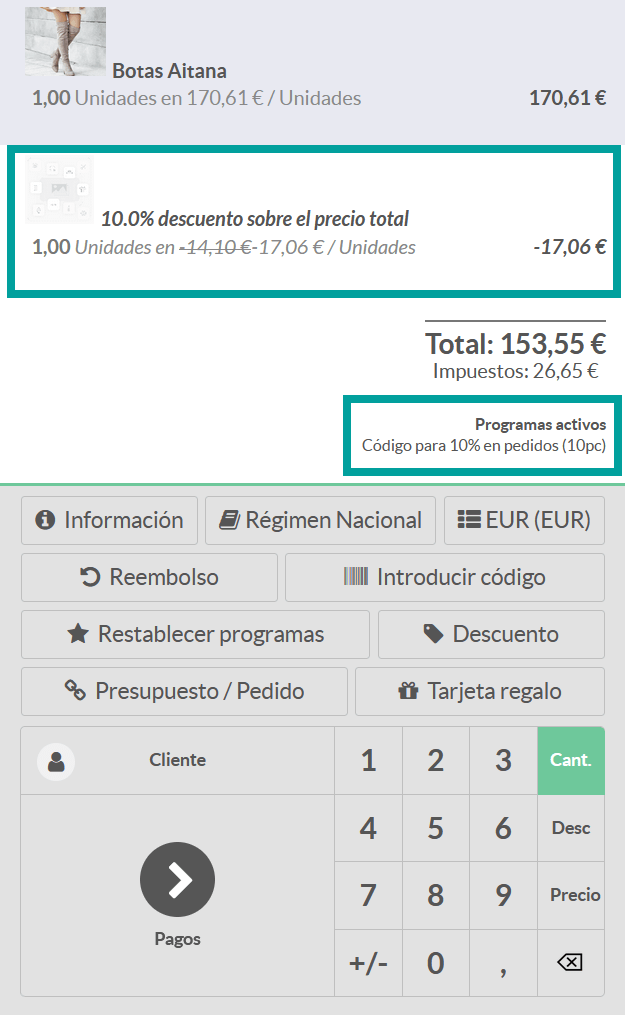 Botas Aitana
1,00 Unidades en 170,61 € / Unidades 170,61 €
10.0% descuento sobre el precio total
1,00 Unidades en -14,10 €-17,06 € / Unidades -17,06 €
Total: 153,55 €
Impuestos: 26,65 €
Programas activos
Código para 10% en pedidos (10pc)
Información Régimen Nacional EUR (EUR)
Reembolso Introducir código
Restablecer programas Descuento
Presupuesto / Pedido Tarjeta regalo
Cliente 1 2 3 Cant.
4 5 6 Desc
7 8 9 Precio
Pagos
+/- 0 ,